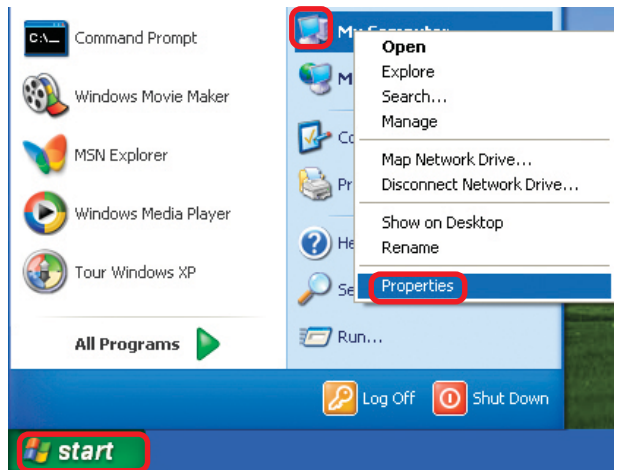 C:\_
Command Prompt
Windows Movie Maker
MSN Explorer
Windows Media Player
Tour Windows XP
All Programs
Open
Explore
Search...
Manage
Map Network Drive...
Disconnect Network Drive...
Show on Desktop
Rename
Properties
Run...
Log Off
Shut Down
start